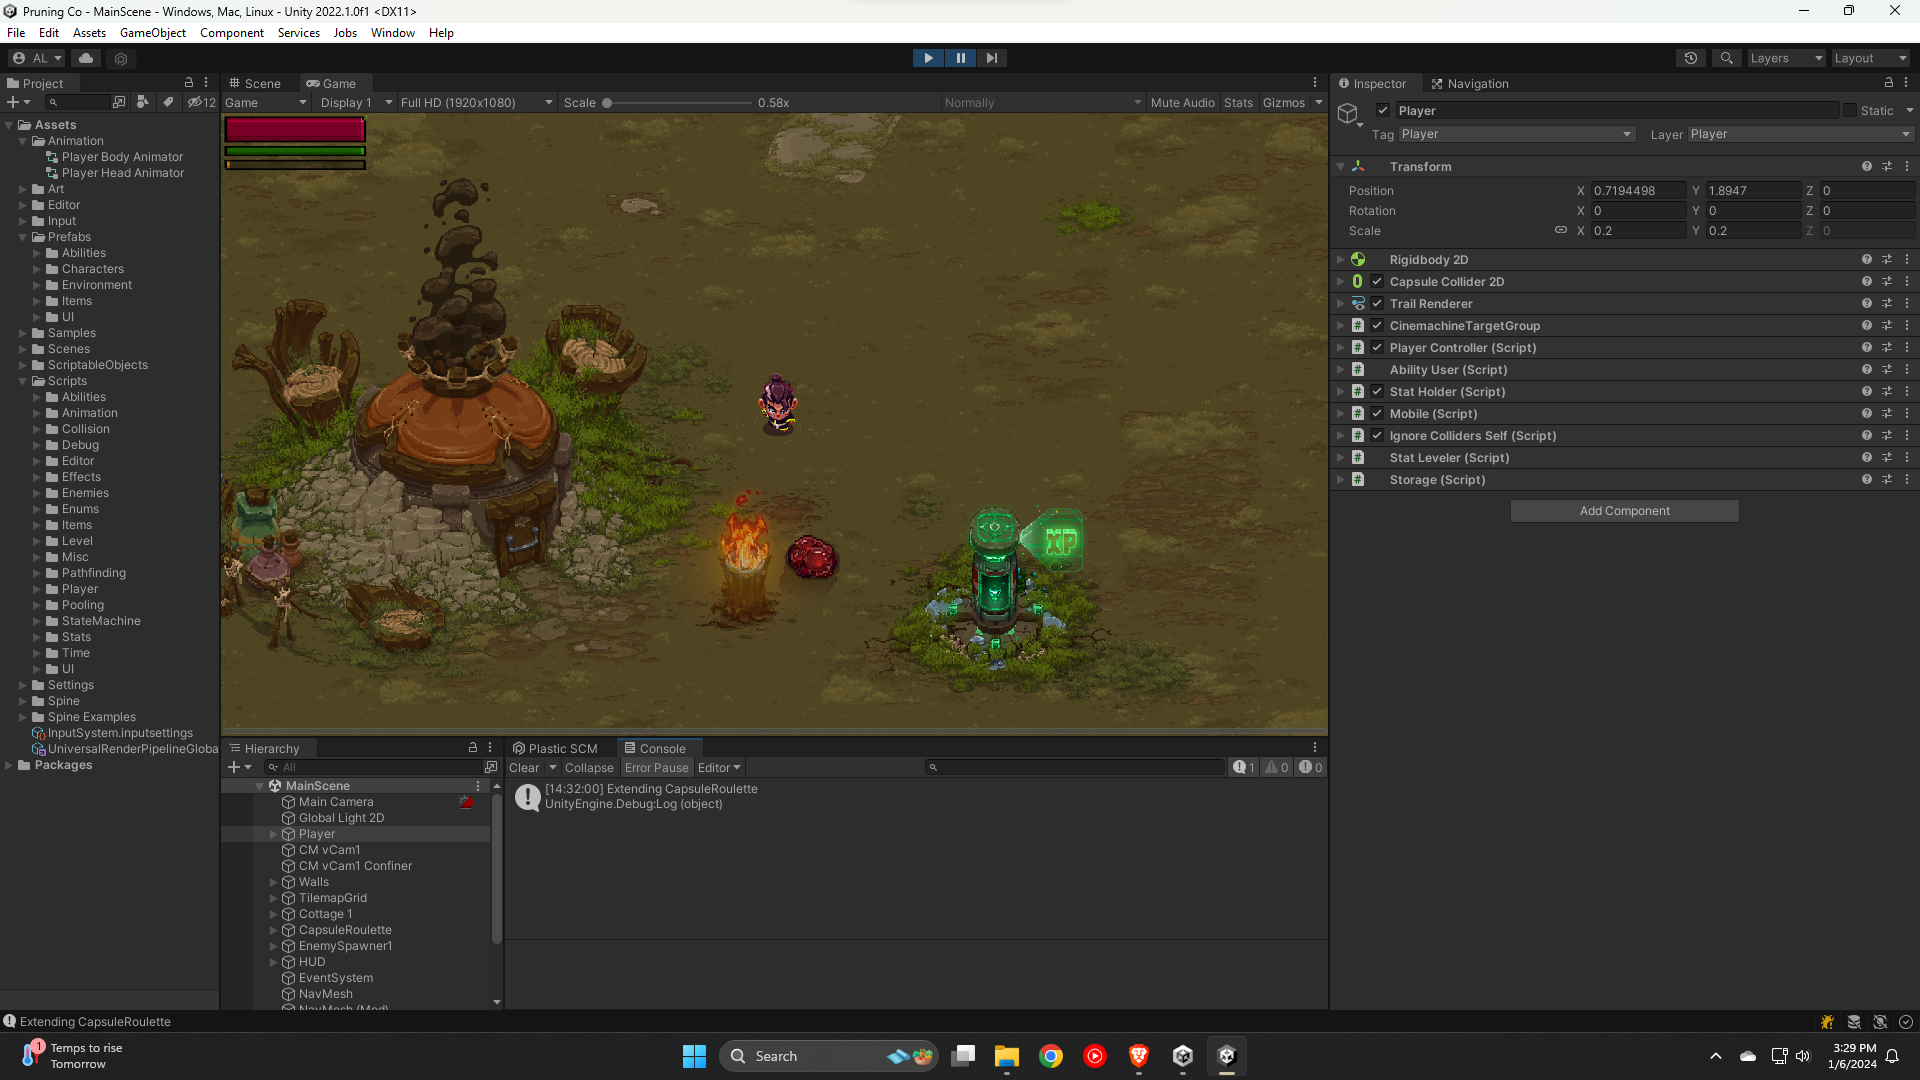 Pruning Co - MainScene - Windows, Mac, Linux - Unity 2022.1.0f1 <DX11>
File Edit Assets GameObject Component Services Jobs Window Help
AL Layers Layout
Project
12
Assets
Animation
Player Body Animator
Player Head Animator
Art
Editor
Input
Prefabs
Abilities
Characters
Environment
Items
UI
Samples
Scenes
ScriptableObjects
Scripts
Abilities
Animation
Collision
Debug
Editor
Effects
Enemies
Enums
Items
Level
Misc
Pathfinding
Player
Pooling
StateMachine
Stats
Time
UI
Settings
Spine
Spine Examples
InputSystem.inputsettings
UniversalRenderPipelineGloba
Packages
Scene Game
Game Display 1 Full HD (1920x1080) Scale 0.58x Normally Mute Audio Stats Gizmos
XP
Hierarchy
All
MainScene
Main Camera
Global Light 2D
Player
CM vCam1
CM vCam1 Confiner
Walls
TilemapGrid
Cottage 1
CapsuleRoulette
EnemySpawner1
HUD
EventSystem
NavMesh
NavMesh (Mod)
Plastic SCM Console
Clear Collapse Error Pause Editor 1 0 0
[14:32:00] Extending CapsuleRoulette
UnityEngine.Debug:Log (object)
Inspector Navigation
Player Static
Tag Player Layer Player
Transform
Position X 0.7194498 Y 1.8947 Z 0
Rotation X 0 Y 0 Z 0
Scale X 0.2 Y 0.2 Z 0
Rigidbody 2D
Capsule Collider 2D
Trail Renderer
CinemachineTargetGroup
Player Controller (Script)
Ability User (Script)
Stat Holder (Script)
Mobile (Script)
Ignore Colliders Self (Script)
Stat Leveler (Script)
Storage (Script)
Add Component
Extending CapsuleRoulette
1
Temps to rise
Tomorrow
Search
3:29 PM
1/6/2024